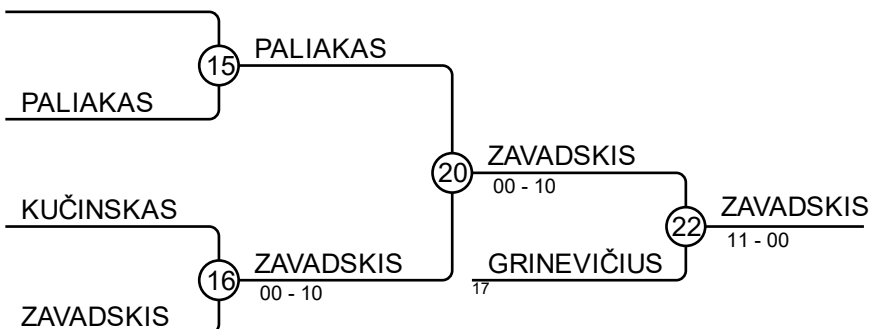 PALIAKAS
15
PALIAKAS
ZAVADSKIS
20
00 - 10
KUČINSKAS
ZAVADSKIS
22
11 - 00
ZAVADSKIS
GRINEVIČIUS
16
00 - 10
17
ZAVADSKIS